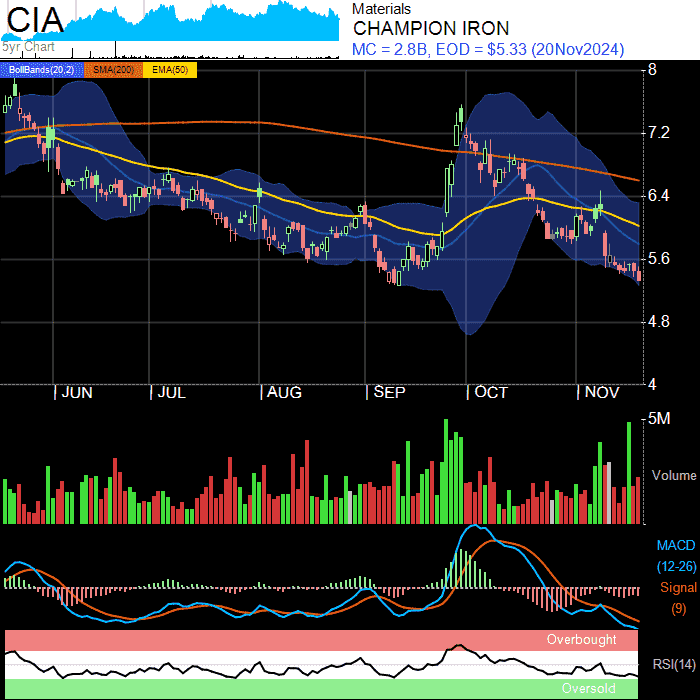 CIA
5yr Chart
Materials
CHAMPION IRON
MC = 2.8B, EOD = $5.33 (20Nov2024)
BollBands(20,2) SMA(200) EMA(50)
8
7.2
6.4
5.6
4.8
4
JUN JUL AUG SEP OCT NOV
5M
Volume
MACD
(12-26)
Signal
(9)
Overbought
RSI(14)
Oversold